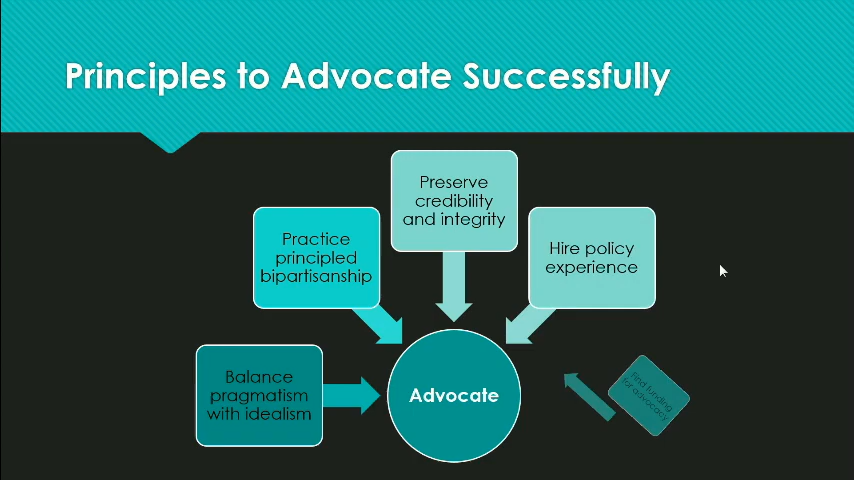 Principles to Advocate Successfully
Balance
pragmatism
with idealism
Practice
principled
bipartisanship
Preserve
credibility
and integrity
Hire policy
experience
Find funding
for advocacy
Advocate